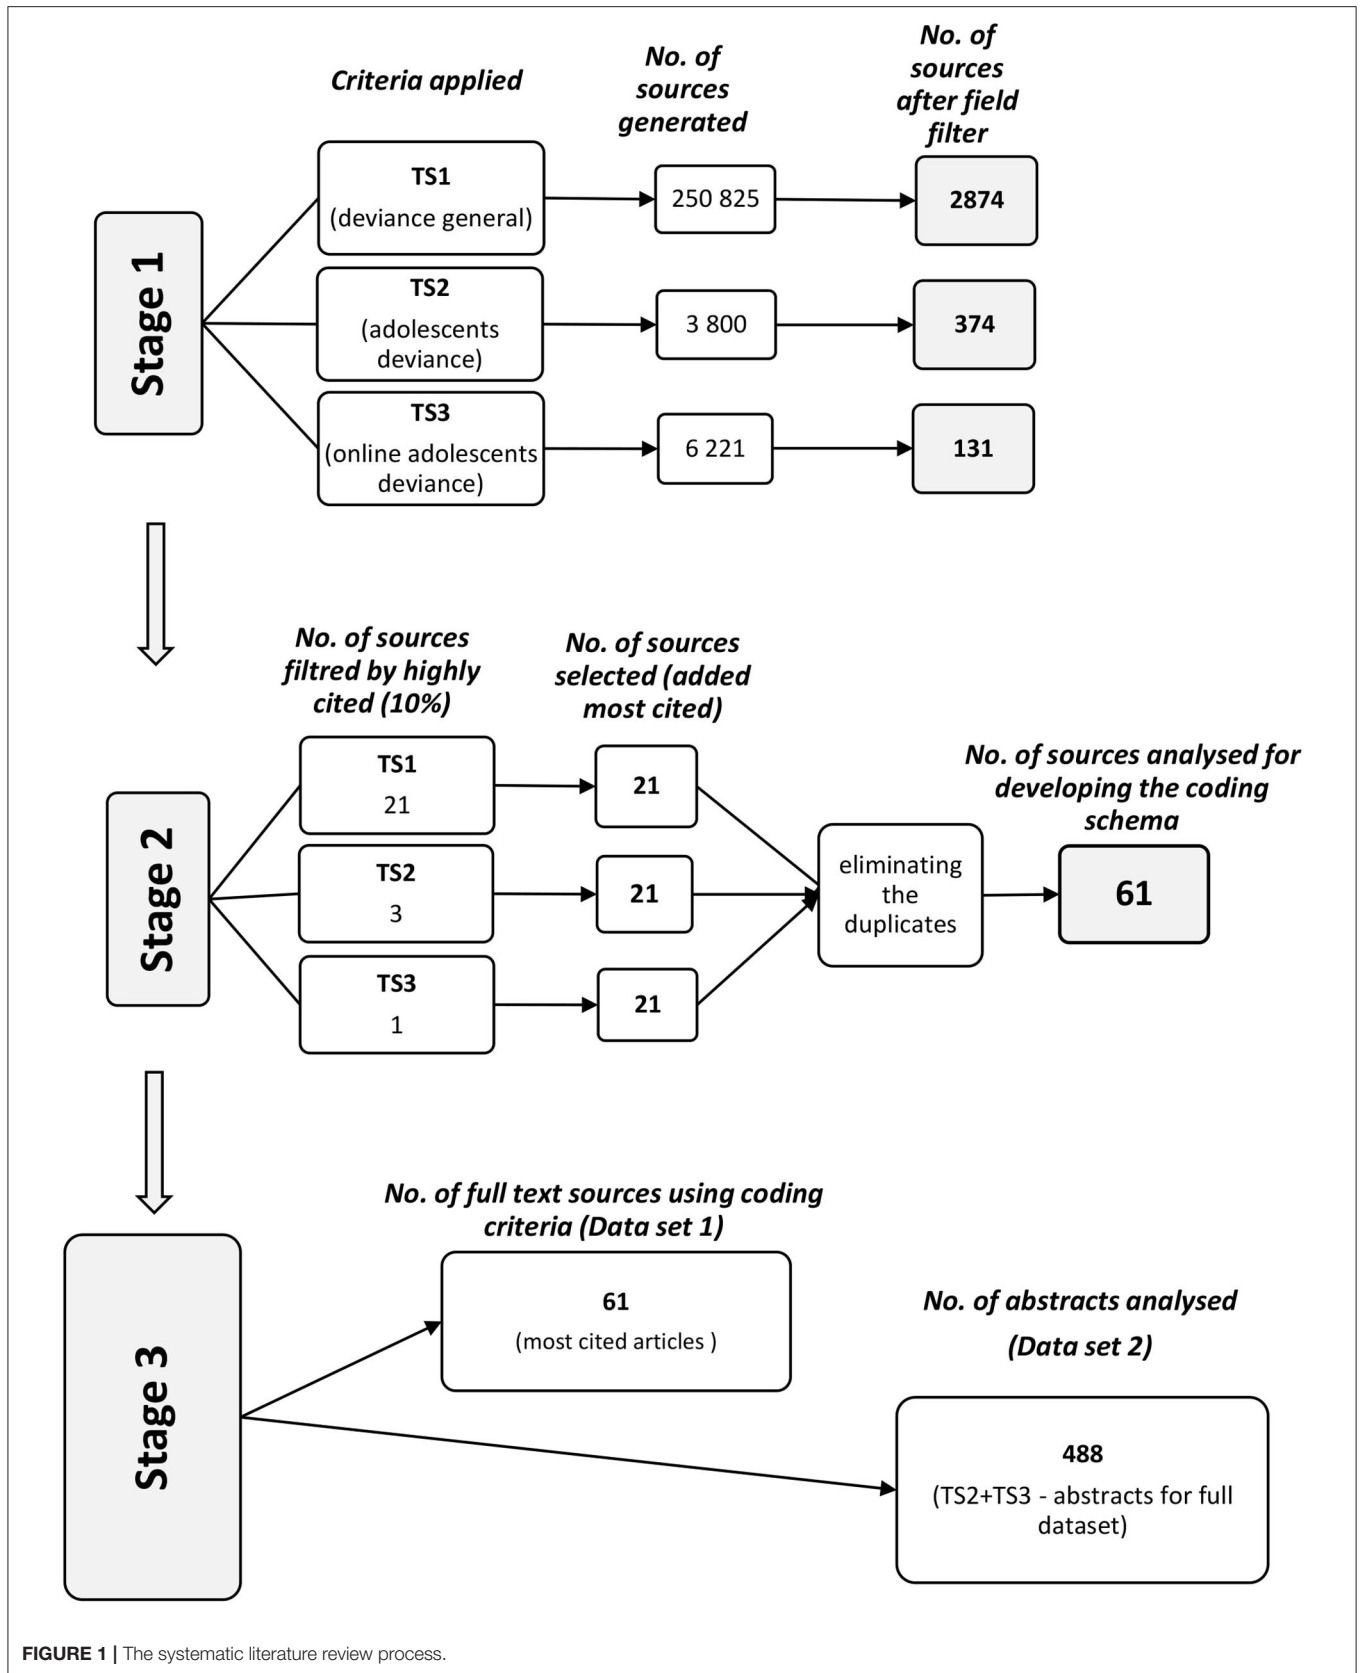 Criteria applied
No. of
sources
generated
No. of
sources
after field
filter
Stage 1
TS1
(deviance general)
250 825
2874
TS2
(adolescents
deviance)
3 800
374
TS3
(online adolescents
deviance)
6 221
131
No. of sources
filtred by highly
cited (10%)
No. of sources
selected (added
most cited)
No. of sources analysed for
developing the coding
schema
Stage 2
TS1
21
21
TS2
3
21
TS3
1
21
eliminating
the
duplicates
61
Stage 3
No. of full text sources using coding
criteria (Data set 1)
61
(most cited articles )
No. of abstracts analysed
(Data set 2)
488
(TS2+TS3 - abstracts for full
dataset)
FIGURE 1 | The systematic literature review process.